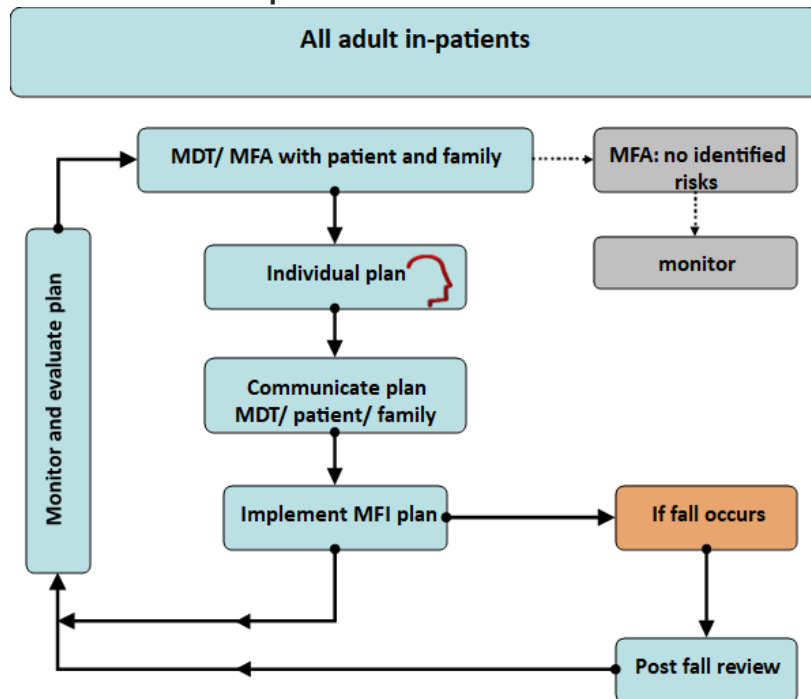 All adult in-patients
MDT/ MFA with patient and family
MFA: no identified
risks
monitor
Individual plan
Monitor and evaluate plan
Communicate plan
MDT/ patient/ family
Implement MFI plan
If fall occurs
Post fall review